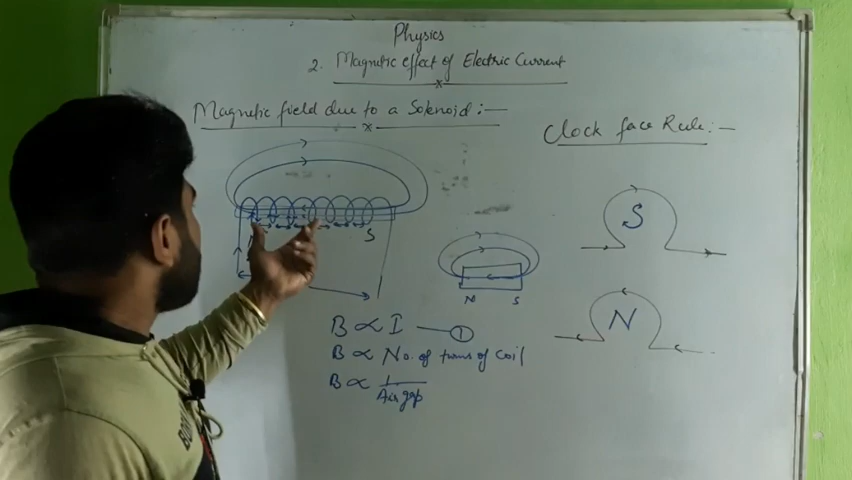 Physics
2. Magnetic effect of Electric Current
Magnetic field due to a Solenoid :—
Clock face Rule :—
S
S
N S
N
B ∝ I — 1
B ∝ No. of turns of coil
B ∝ 1/Air gap